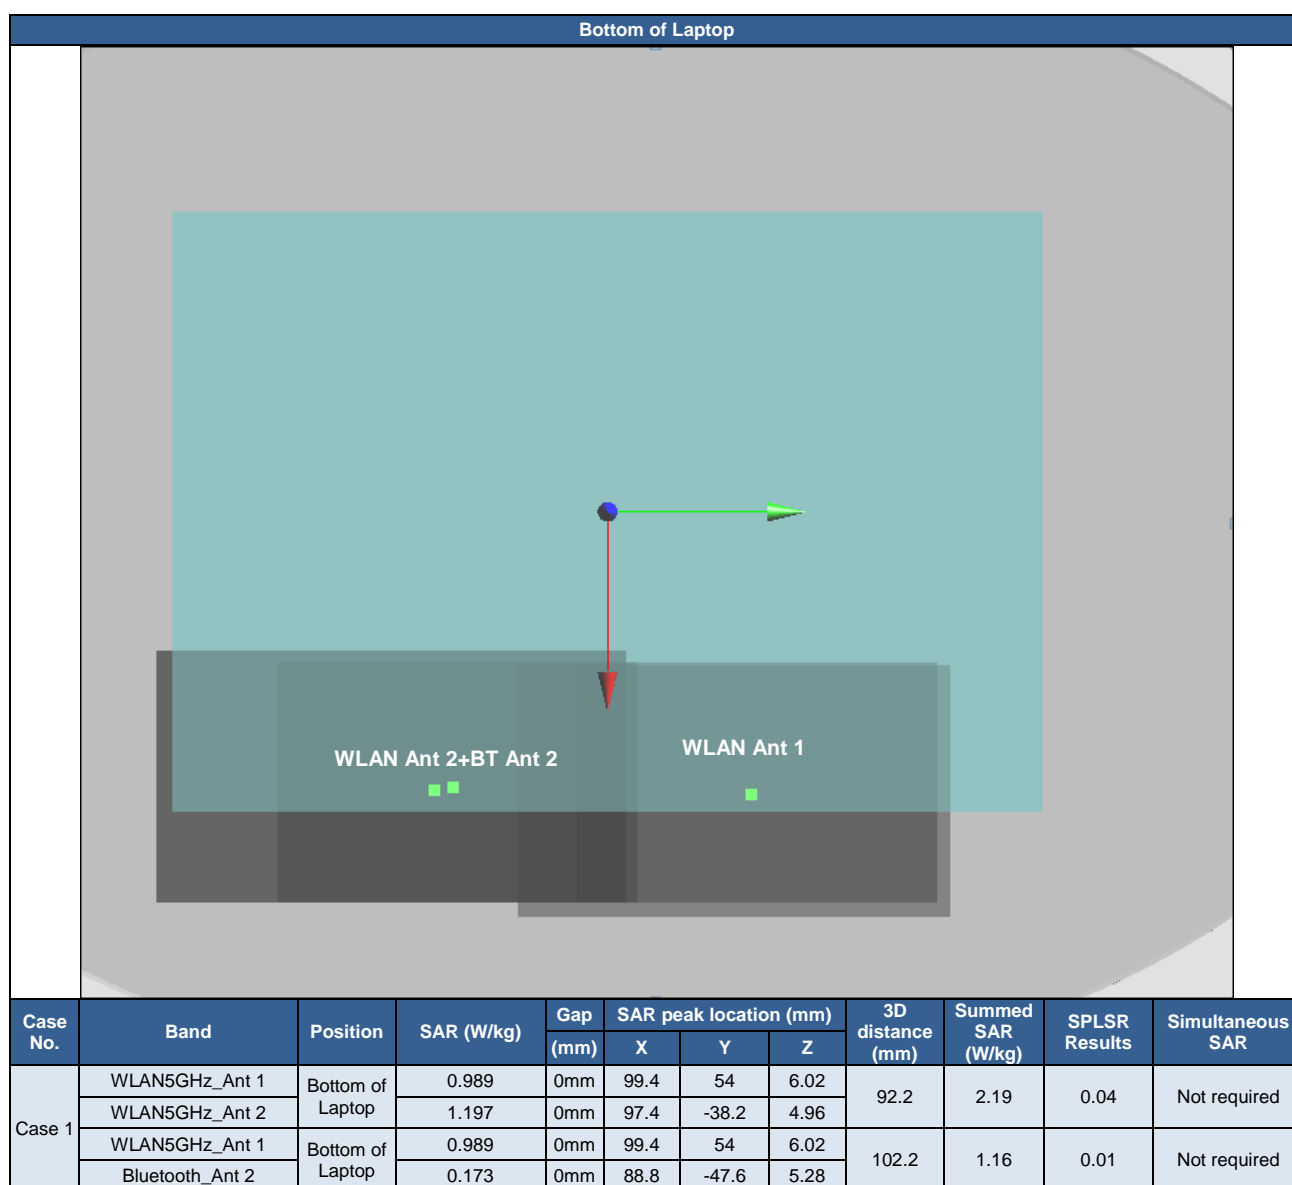 Bottom of Laptop
WLAN Ant 2+BT Ant 2
WLAN Ant 1
Case No. Band Position SAR (W/kg) Gap (mm) SAR peak location (mm) X Y Z 3D distance (mm) Summed SAR (W/kg) SPLSR Results Simultaneous SAR
Case 1 WLAN5GHz_Ant 1 Bottom of Laptop 0.989 0mm 99.4 54 6.02 92.2 2.19 0.04 Not required
WLAN5GHz_Ant 2 1.197 0mm 97.4 -38.2 4.96
WLAN5GHz_Ant 1 Bottom of Laptop 0.989 0mm 99.4 54 6.02 102.2 1.16 0.01 Not required
Bluetooth_Ant 2 0.173 0mm 88.8 -47.6 5.28